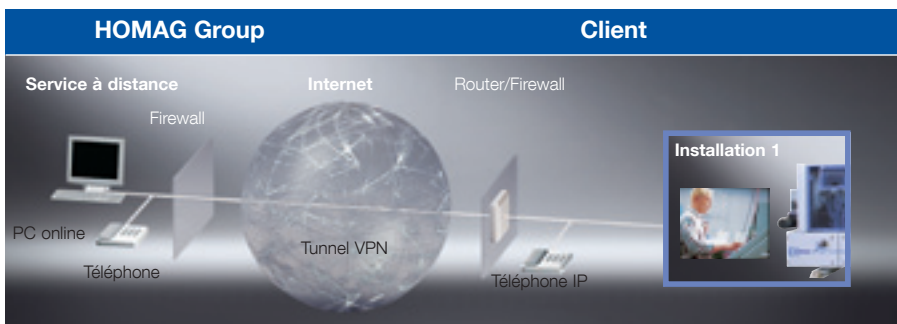 HOMAG Group
Client
Service à distance
Internet
Router/Firewall
Firewall
Installation 1
PC online
Tunnel VPN
Téléphone
Téléphone IP